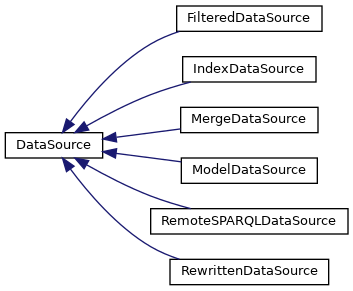 FilteredDataSource
IndexDataSource
MergeDataSource
DataSource
ModelDataSource
RemoteSPARQLDataSource
RewrittenDataSource